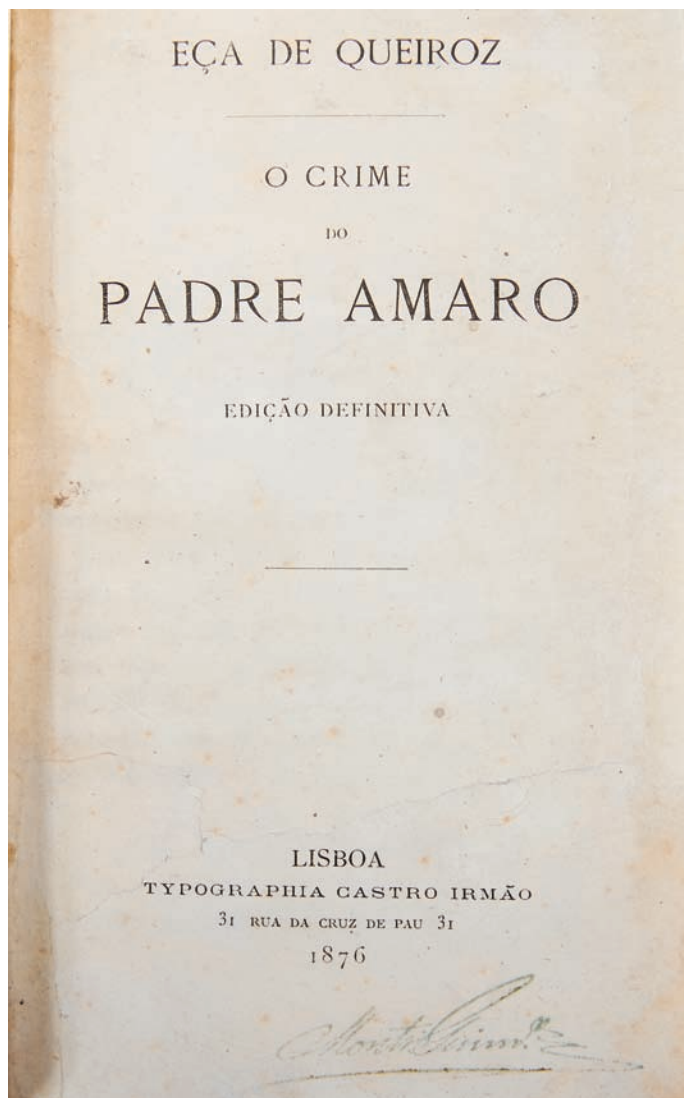 EÇA DE QUEIROZ
O CRIME
DO
PADRE AMARO
EDIÇÃO DEFINITIVA
LISBOA
TYPOGRAPHIA CASTRO IRMÃO
31 RUA DA CRUZ DE PAU 31
1876